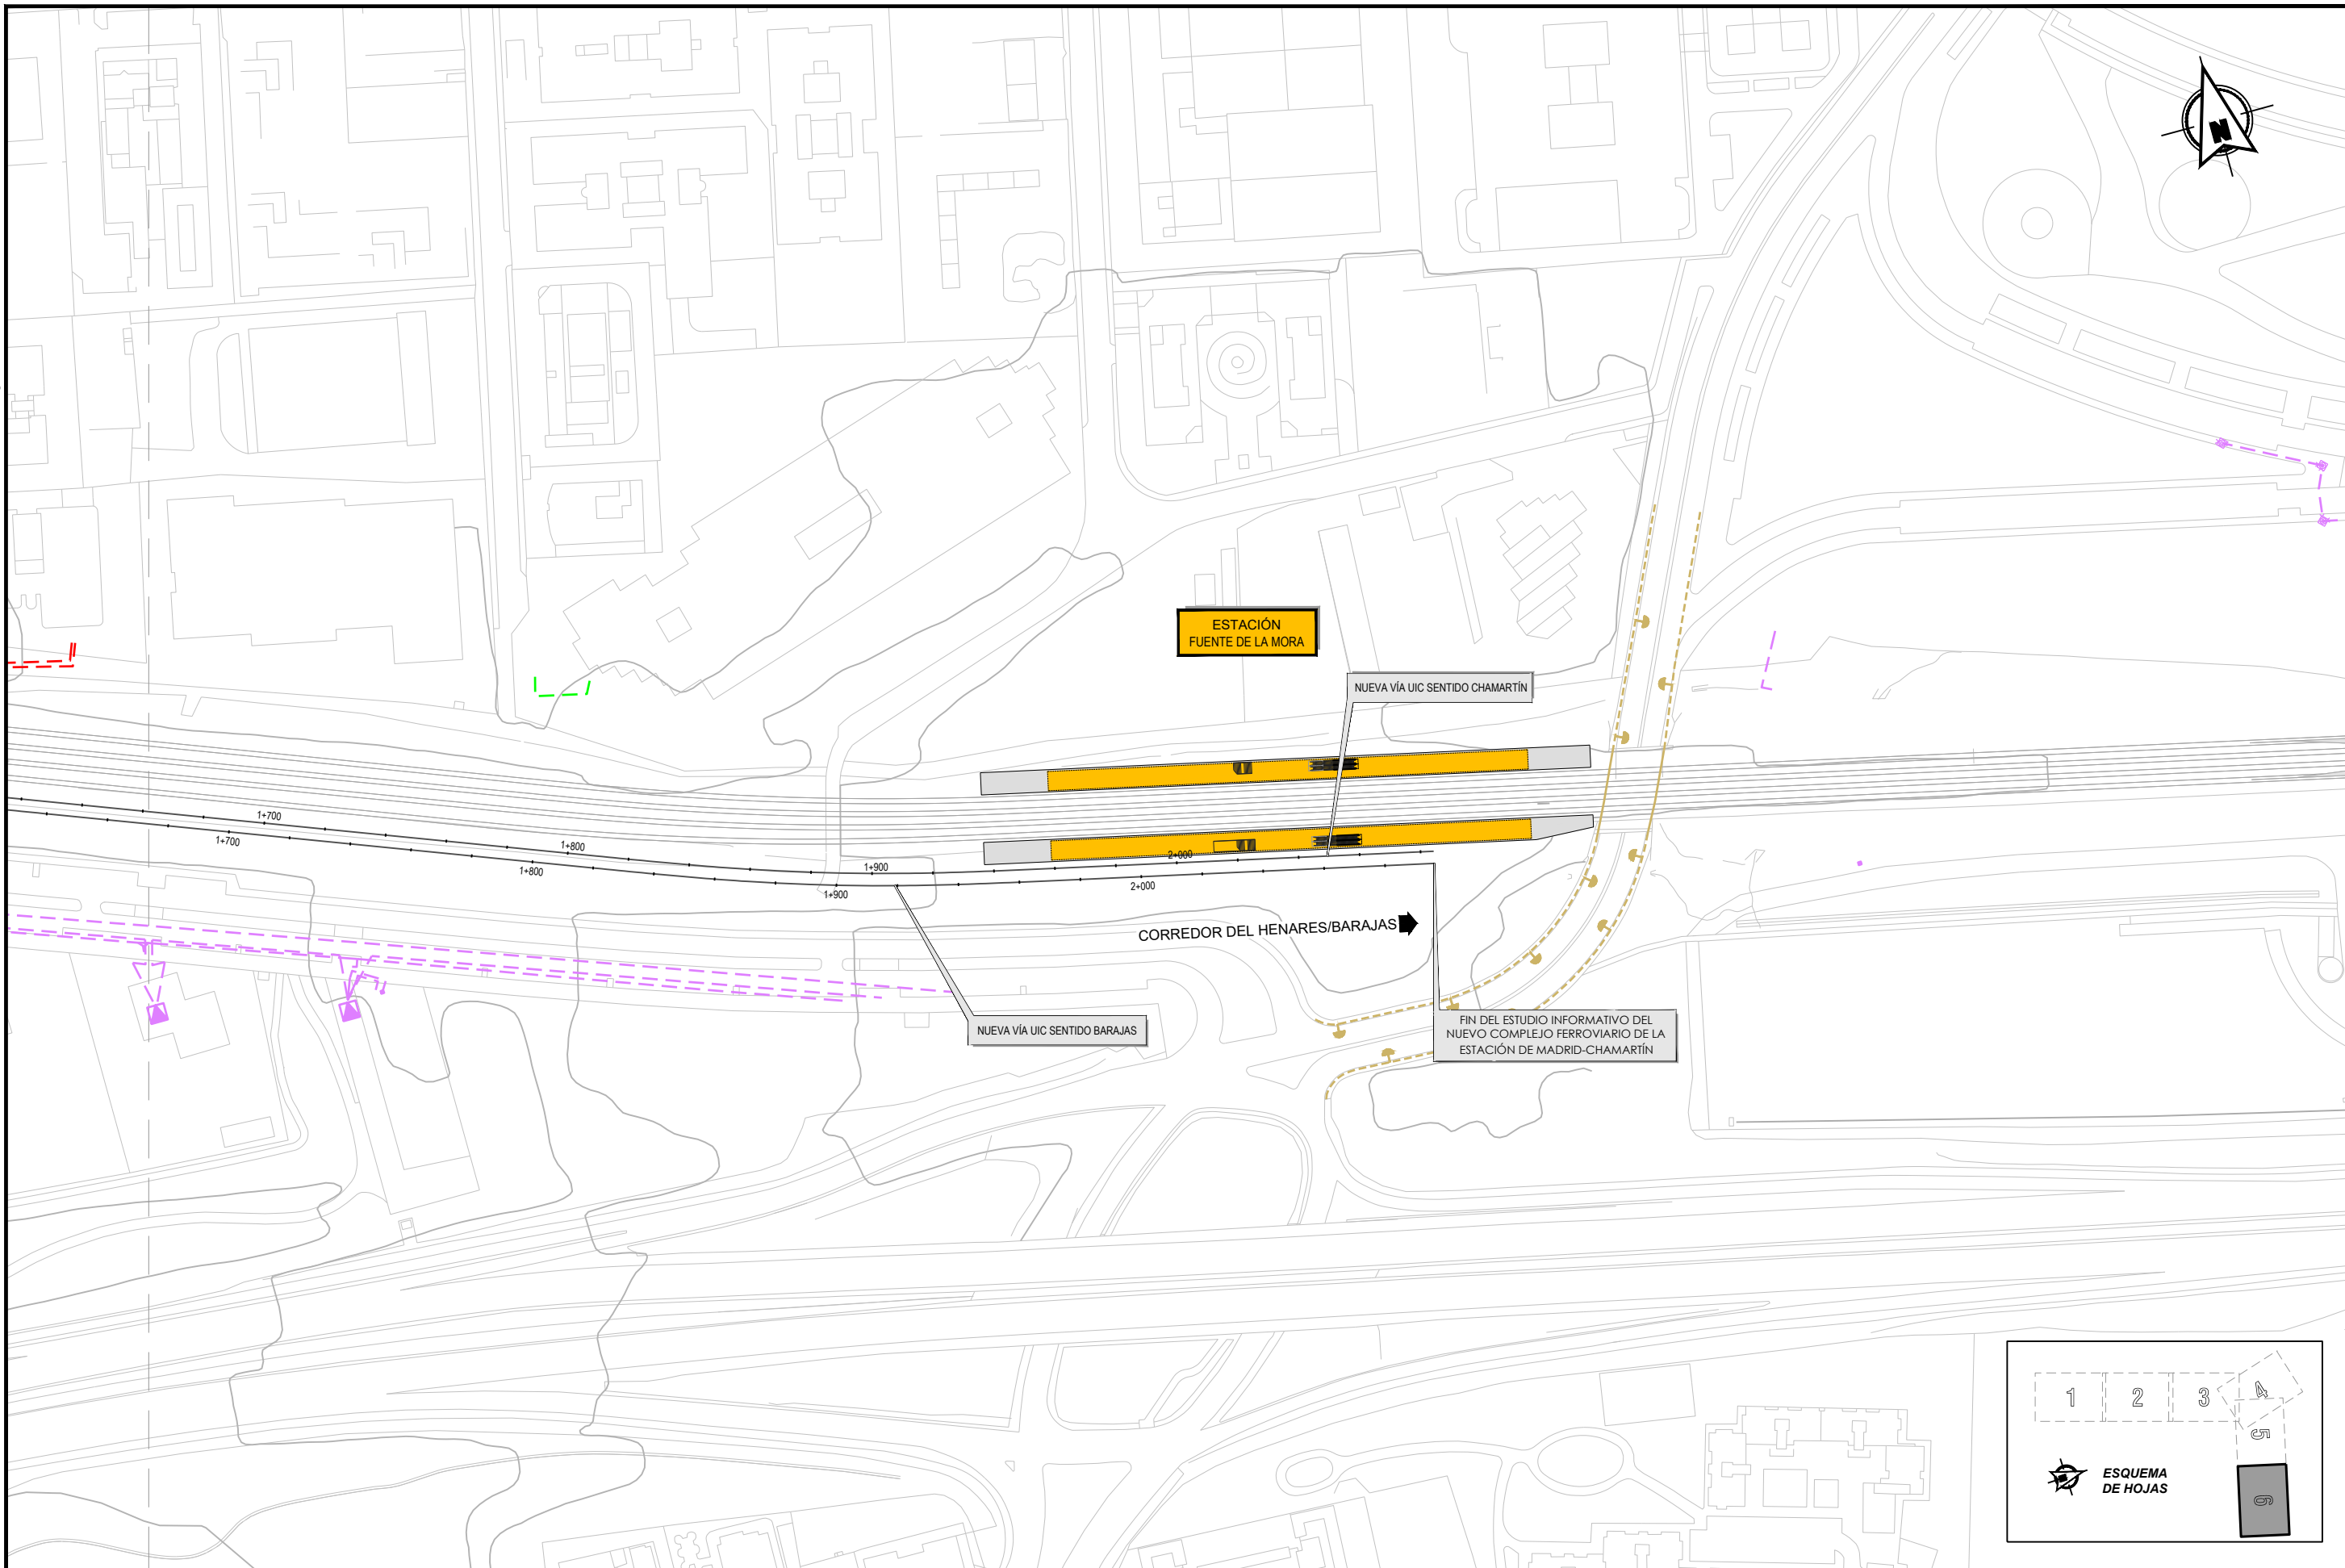 N
ESTACIÓN
FUENTE DE LA MORA
NUEVA VÍA UIC SENTIDO CHAMARTÍN
1+700
1+700
1+800
1+800
1+900
1+900
2+000
2+000
CORREDOR DEL HENARES/BARAJAS
NUEVA VÍA UIC SENTIDO BARAJAS
FIN DEL ESTUDIO INFORMATIVO DEL
NUEVO COMPLEJO FERROVIARIO DE LA
ESTACIÓN DE MADRID-CHAMARTÍN
1
2
3
4
5
6
ESQUEMA
DE HOJAS